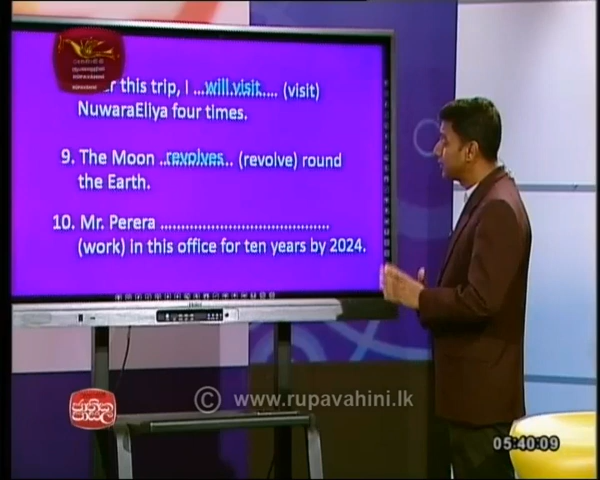 r this trip, I ...will visit.... (visit)
NuwaraEliya four times.
9. The Moon ..revolves.. (revolve) round
the Earth.
10. Mr. Perera .......................................
(work) in this office for ten years by 2024.
© www.rupavahini.lk
05:40:09